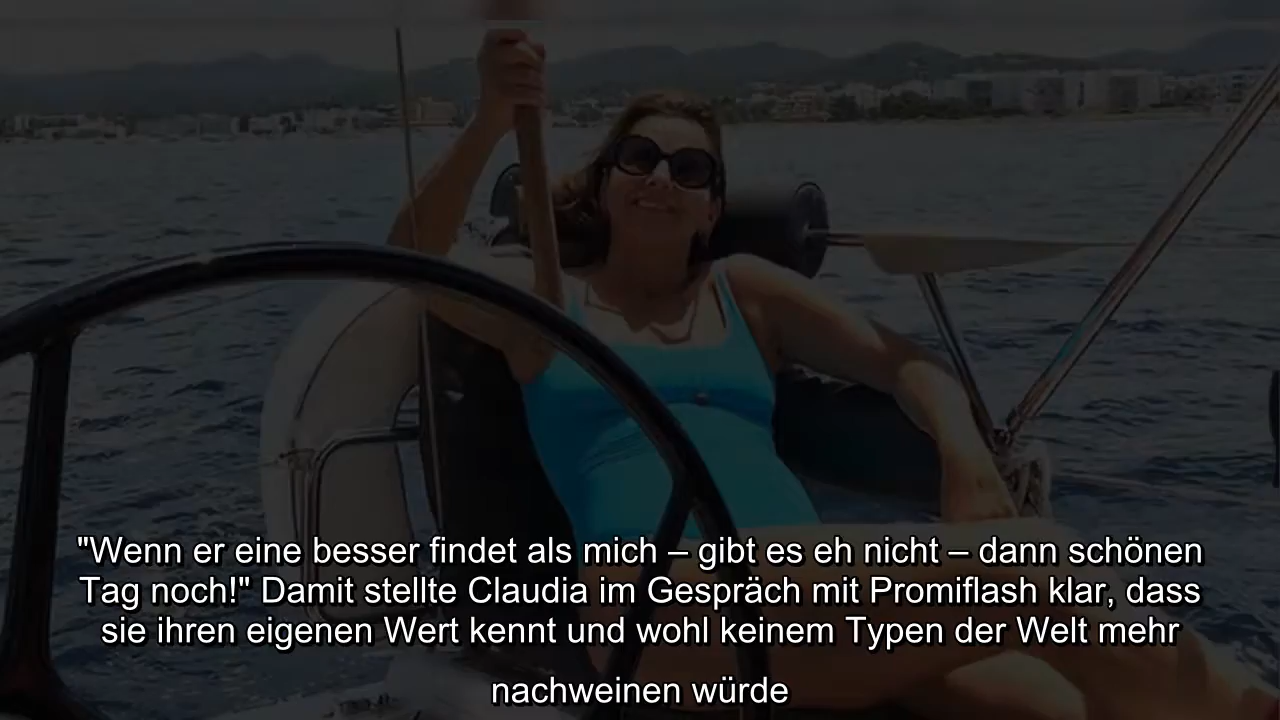 "Wenn er eine besser findet als mich – gibt es eh nicht – dann schönen
Tag noch!" Damit stellte Claudia im Gespräch mit Promiflash klar, dass
sie ihren eigenen Wert kennt und wohl keinem Typen der Welt mehr
nachweinen würde